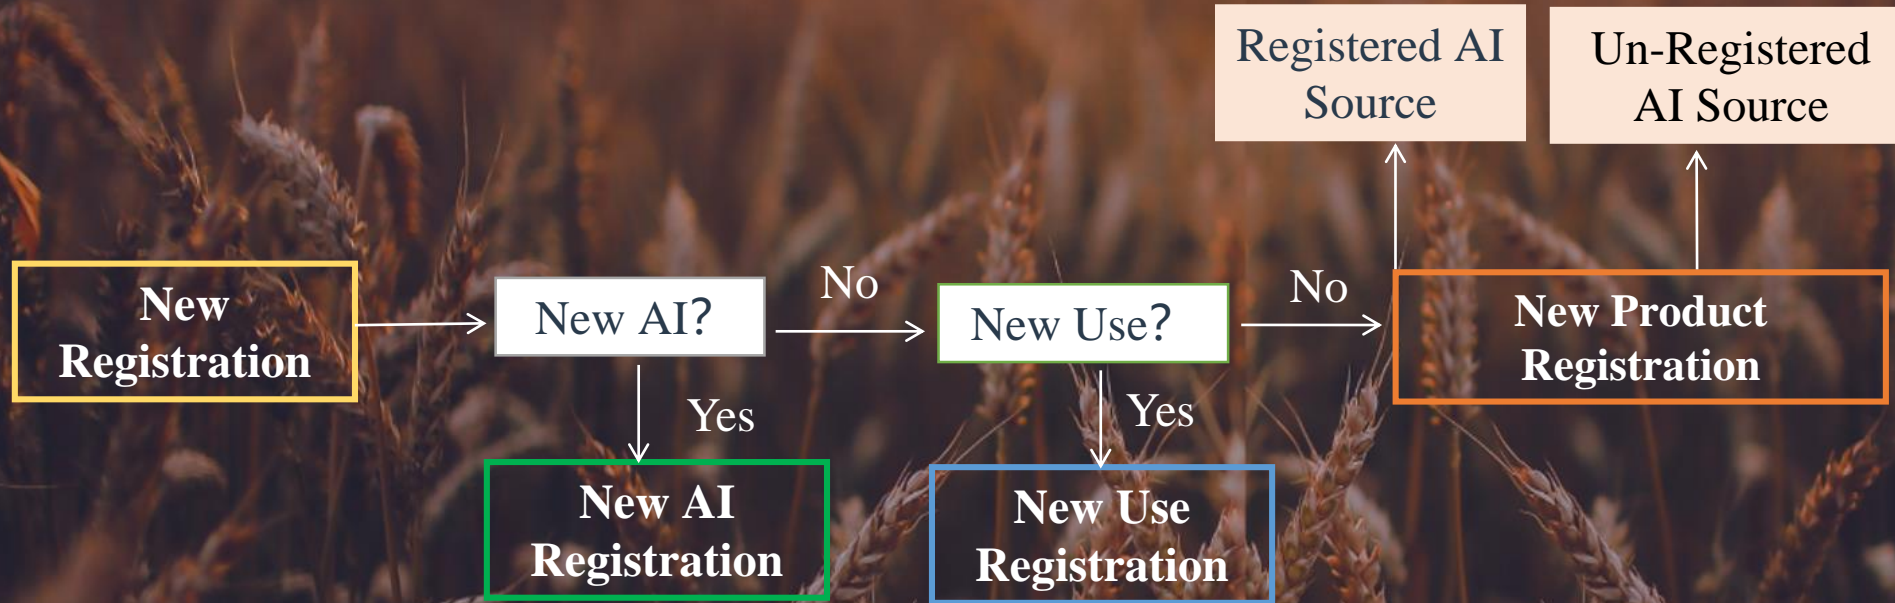 Registered AI
Source
Un-Registered
AI Source
New
Registration
New AI?
No
New Use?
No
New Product
Registration
Yes
Yes
New AI
Registration
New Use
Registration